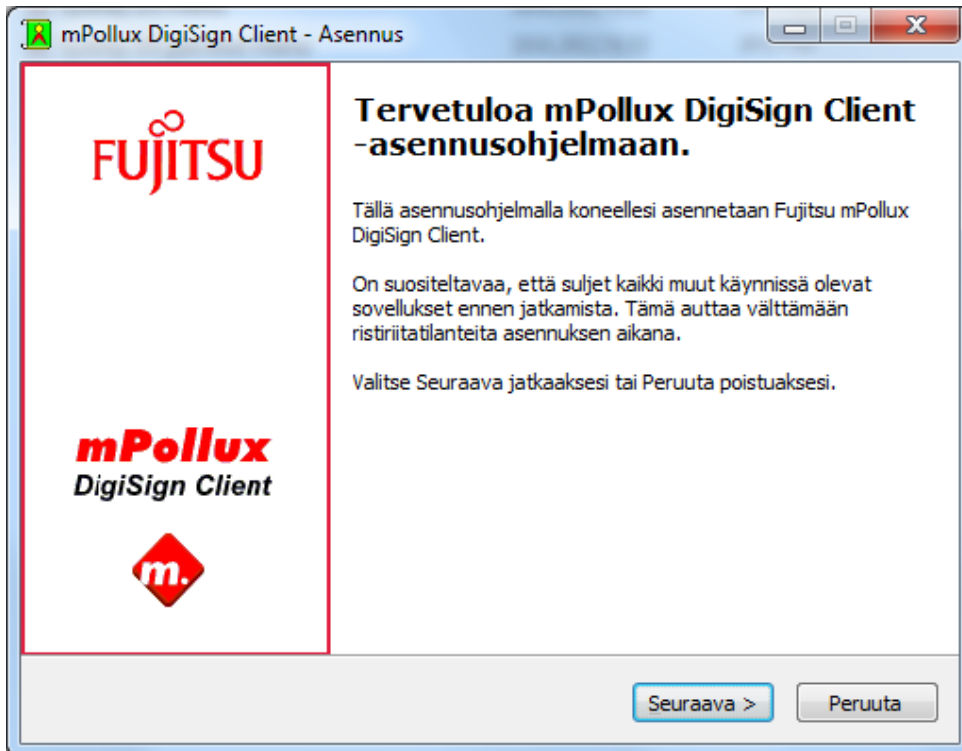 mPollux DigiSign Client - Asennus
FUJITSU
mPollux
DigiSign Client
m.
Tervetuloa mPollux DigiSign Client
-asennusohjelmaan.
Tällä asennusohjelmalla koneellesi asennetaan Fujitsu mPollux
DigiSign Client.
On suositeltavaa, että suljet kaikki muut käynnissä olevat
sovellukset ennen jatkamista. Tämä auttaa välttämään
ristiriitatilanteita asennuksen aikana.
Valitse Seuraava jatkaaksesi tai Peruuta poistuaksesi.
Seuraava >
Peruuta